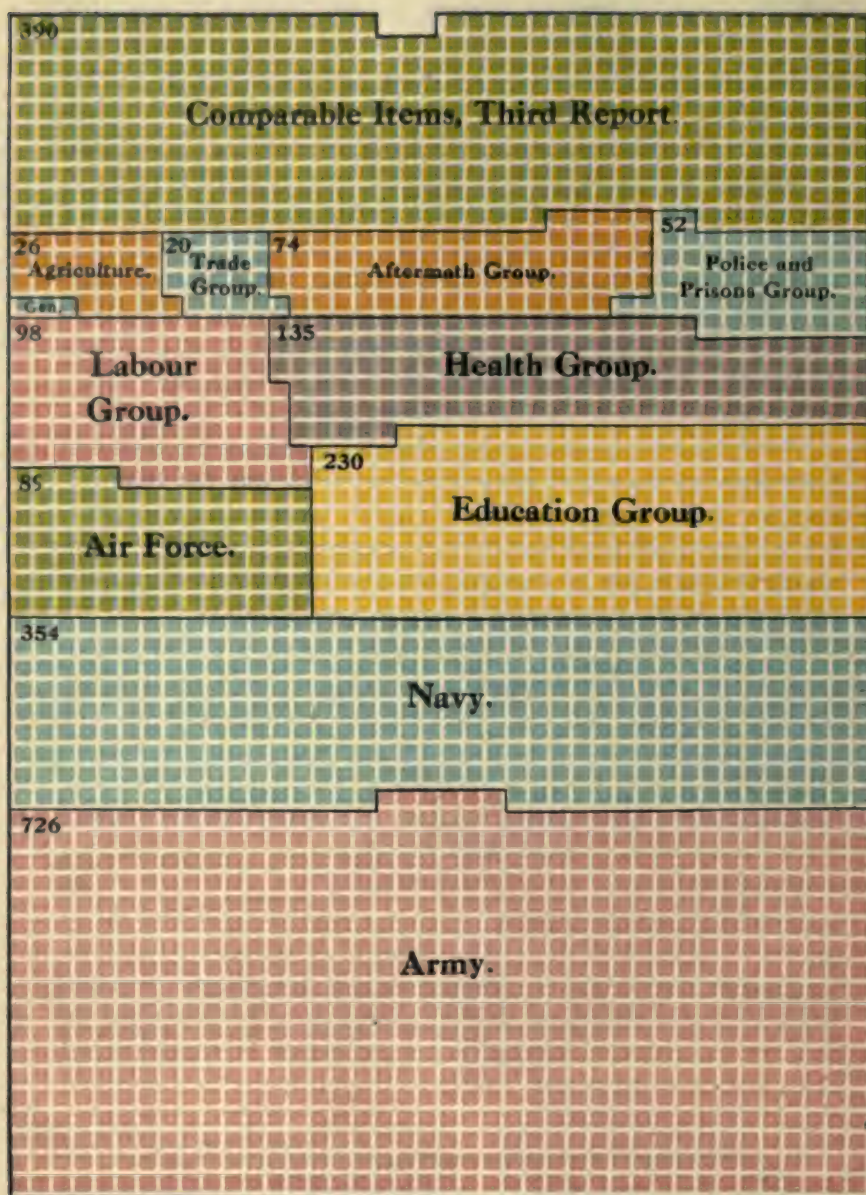 390
Comparable Items, Third Report.
26
Agriculture.
20
Trade
Group.
74
Aftermath Group.
52
Police and
Prisons Group.
Gen.
98
Labour
Group.
135
Health Group.
85
Air Force.
230
Education Group.
354
Navy.
726
Army.